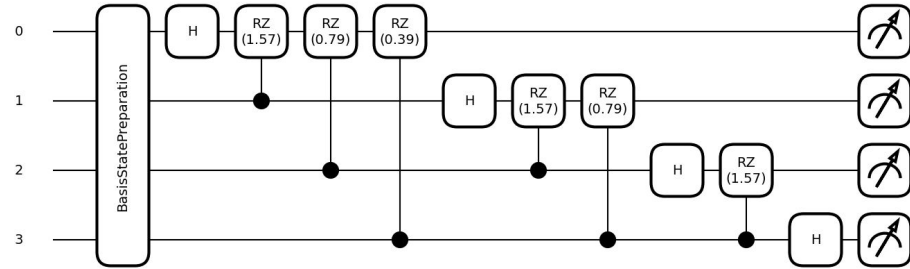 0
BasisStatePreparation
H
RZ
(1.57)
RZ
(0.79)
RZ
(0.39)
1
H
RZ
(1.57)
RZ
(0.79)
2
H
RZ
(1.57)
3
H